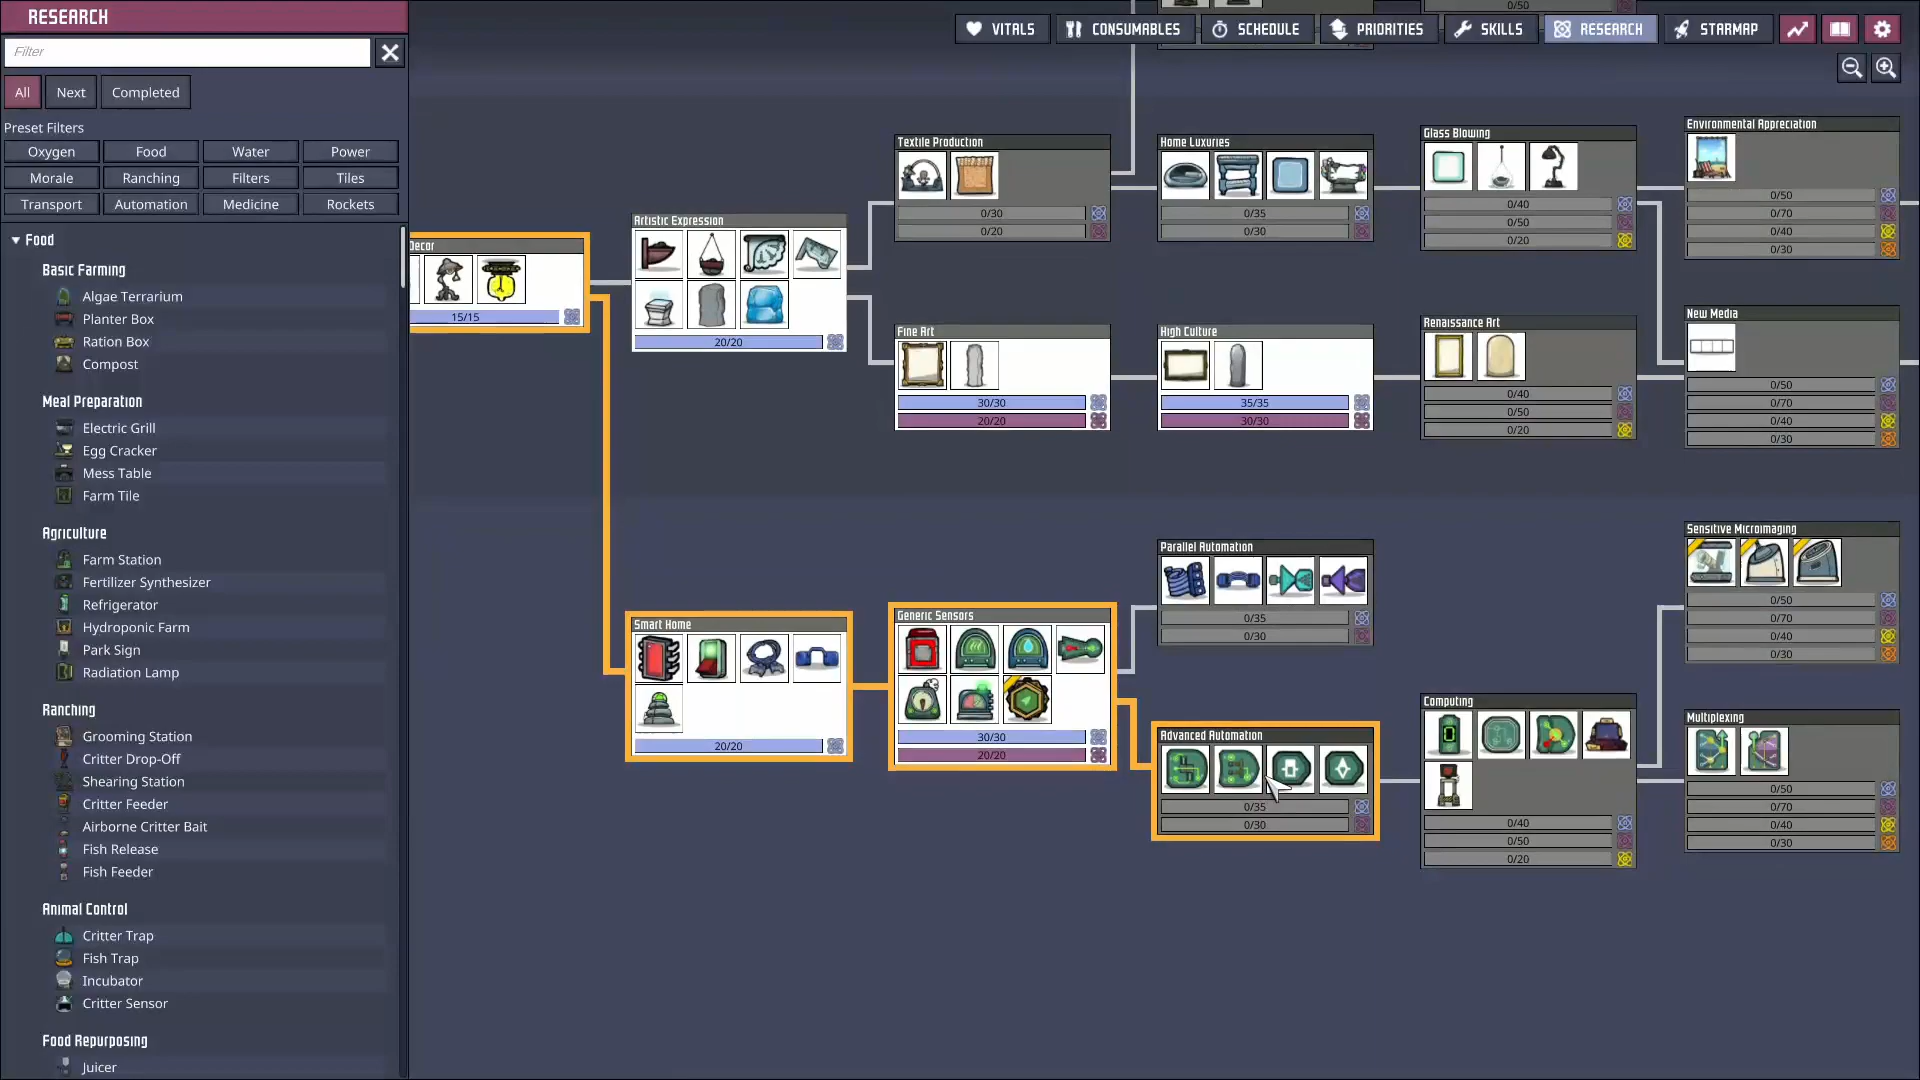 RESEARCH
Filter
All
Next
Completed
Preset Filters
Oxygen
Food
Water
Power
Morale
Ranching
Filters
Tiles
Transport
Automation
Medicine
Rockets
Food
Basic Farming
Algae Terrarium
Planter Box
Ration Box
Compost
Meal Preparation
Electric Grill
Egg Cracker
Mess Table
Farm Tile
Agriculture
Farm Station
Fertilizer Synthesizer
Refrigerator
Hydroponic Farm
Park Sign
Radiation Lamp
Ranching
Grooming Station
Critter Drop-Off
Shearing Station
Critter Feeder
Airborne Critter Bait
Fish Release
Fish Feeder
Animal Control
Critter Trap
Fish Trap
Incubator
Critter Sensor
Food Repurposing
Juicer
VITALS
CONSUMABLES
SCHEDULE
PRIORITIES
SKILLS
RESEARCH
STARMAP
0/50
Decor
15/15
Artistic Expression
20/20
Textile Production
0/30
0/20
Home Luxuries
0/35
0/30
Glass Blowing
0/40
0/50
0/20
Environmental Appreciation
0/50
0/70
0/40
0/30
Fine Art
30/30
20/20
High Culture
35/35
30/30
Renaissance Art
0/40
0/50
0/20
New Media
0/50
0/70
0/40
0/30
Smart Home
20/20
Generic Sensors
30/30
20/20
Parallel Automation
0/35
0/30
Advanced Automation
0/35
0/30
Computing
0/40
0/50
0/20
Sensitive Microimaging
0/50
0/70
0/40
0/30
Multiplexing
0/50
0/70
0/40
0/30